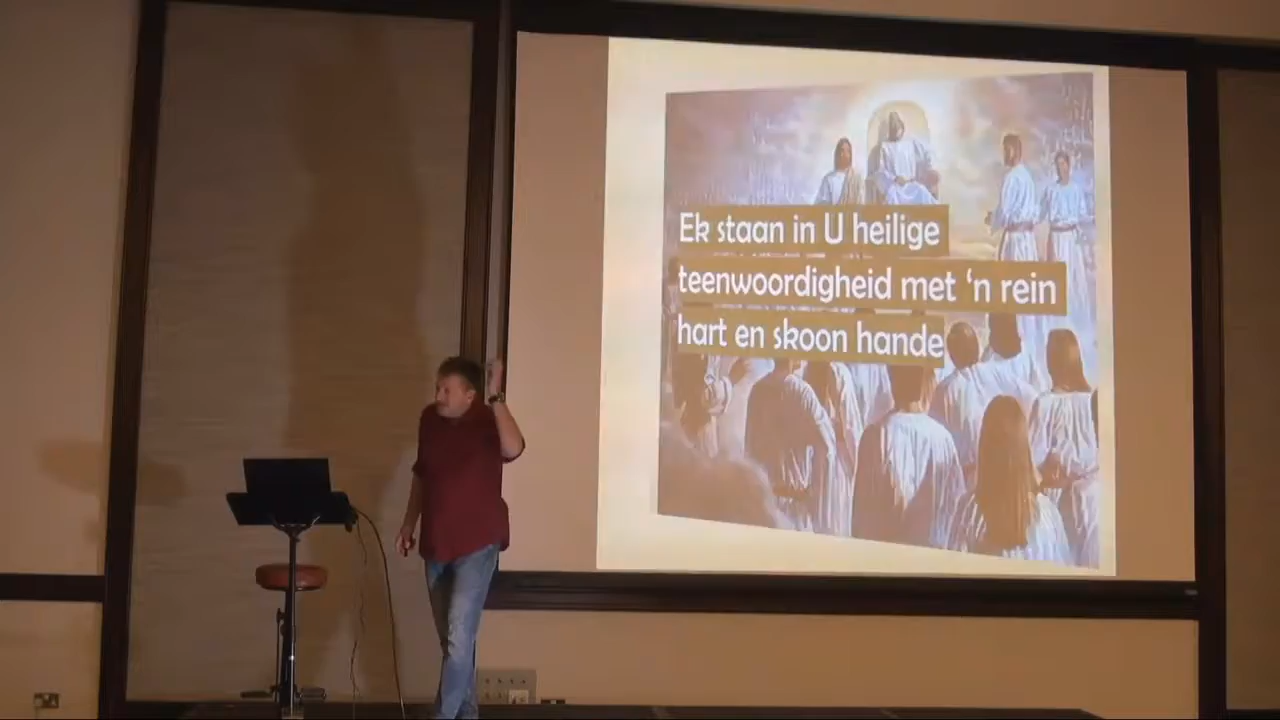 Ek staan in U heilige
teenwoordigheid met ‘n rein
hart en skoon hande